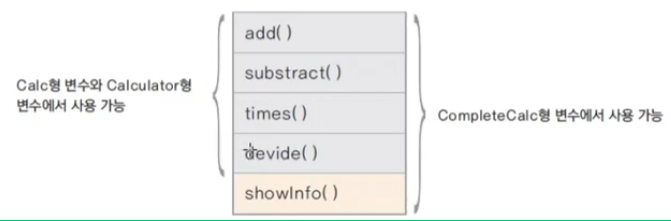 add( )
substract( )
Calc형 변수와 Calculator형
변수에서 사용 가능
times( )
CompleteCalc형 변수에서 사용 가능
devide( )
showInfo( )